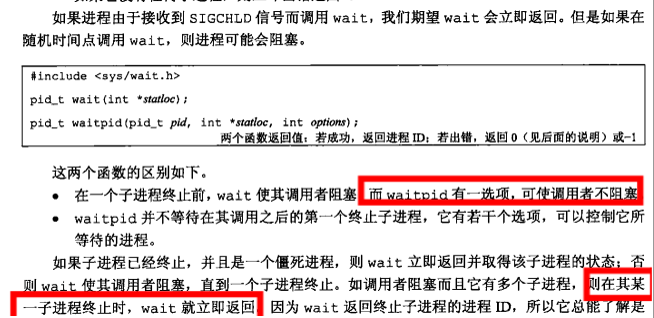 如果进程由于接收到 SIGCHLD 信号而调用 wait，我们期望 wait 会立即返回。但是如果在
随机时间点调用 wait，则进程可能会阻塞。
#include <sys/wait.h>
pid_t wait(int *statloc);
pid_t waitpid(pid_t pid, int *statloc, int options);
两个函数返回值：若成功，返回进程 ID；若出错，返回 0（见后面的说明）或-1
这两个函数的区别如下。
• 在一个子进程终止前，wait 使其调用者阻塞，而 waitpid 有一选项，可使调用者不阻塞
• waitpid 并不等待在其调用之后的第一个终止子进程，它有若干个选项，可以控制它所
等待的进程。
如果子进程已经终止，并且是一个僵死进程，则 wait 立即返回并取得该子进程的状态；否
则 wait 使其调用者阻塞，直到一个子进程终止。如调用者阻塞而且它有多个子进程，则在其某
一子进程终止时，wait 就立即返回 因为 wait 返回终止子进程的进程 ID，所以它总能了解是